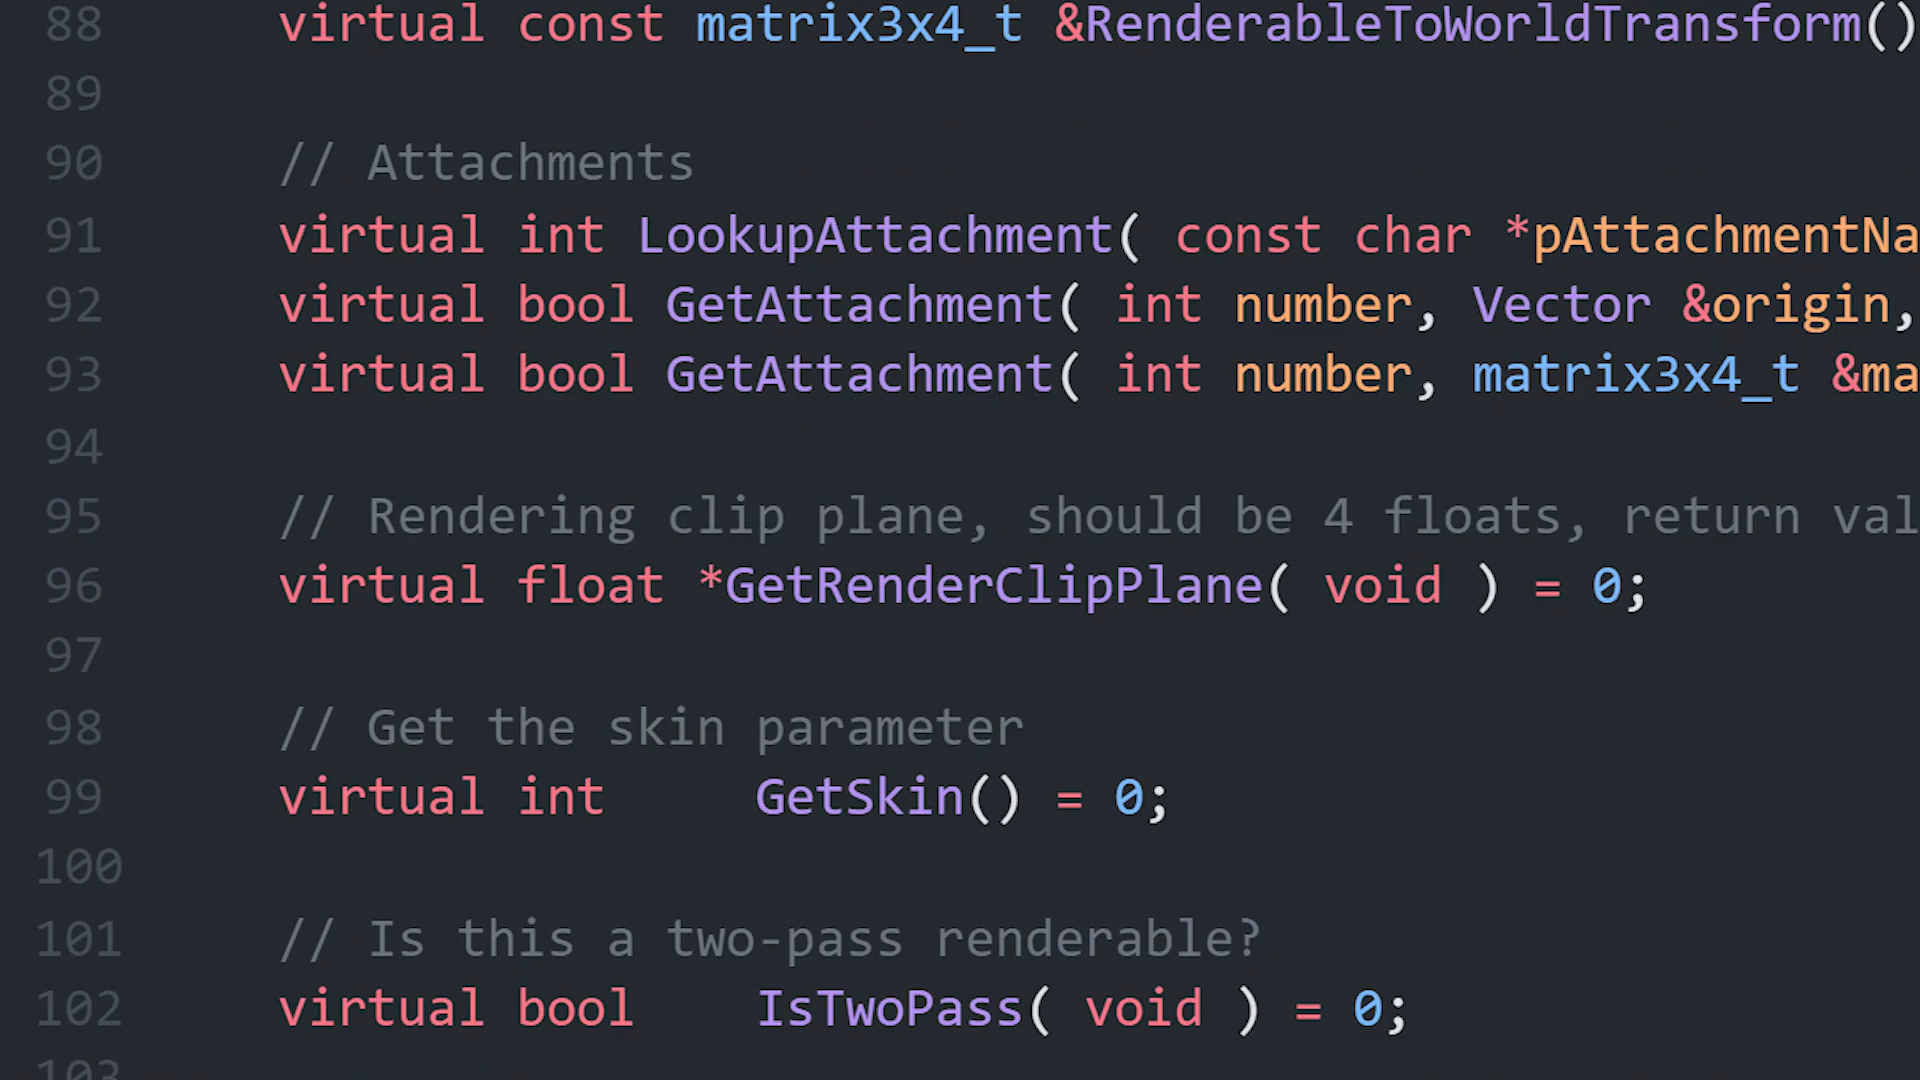 88 virtual const matrix3x4_t &RenderableToWorldTransform()
89
90 // Attachments
91 virtual int LookupAttachment( const char *pAttachmentNa
92 virtual bool GetAttachment( int number, Vector &origin,
93 virtual bool GetAttachment( int number, matrix3x4_t &ma
94
95 // Rendering clip plane, should be 4 floats, return val
96 virtual float *GetRenderClipPlane( void ) = 0;
97
98 // Get the skin parameter
99 virtual int GetSkin() = 0;
100
101 // Is this a two-pass renderable?
102 virtual bool IsTwoPass( void ) = 0;
103